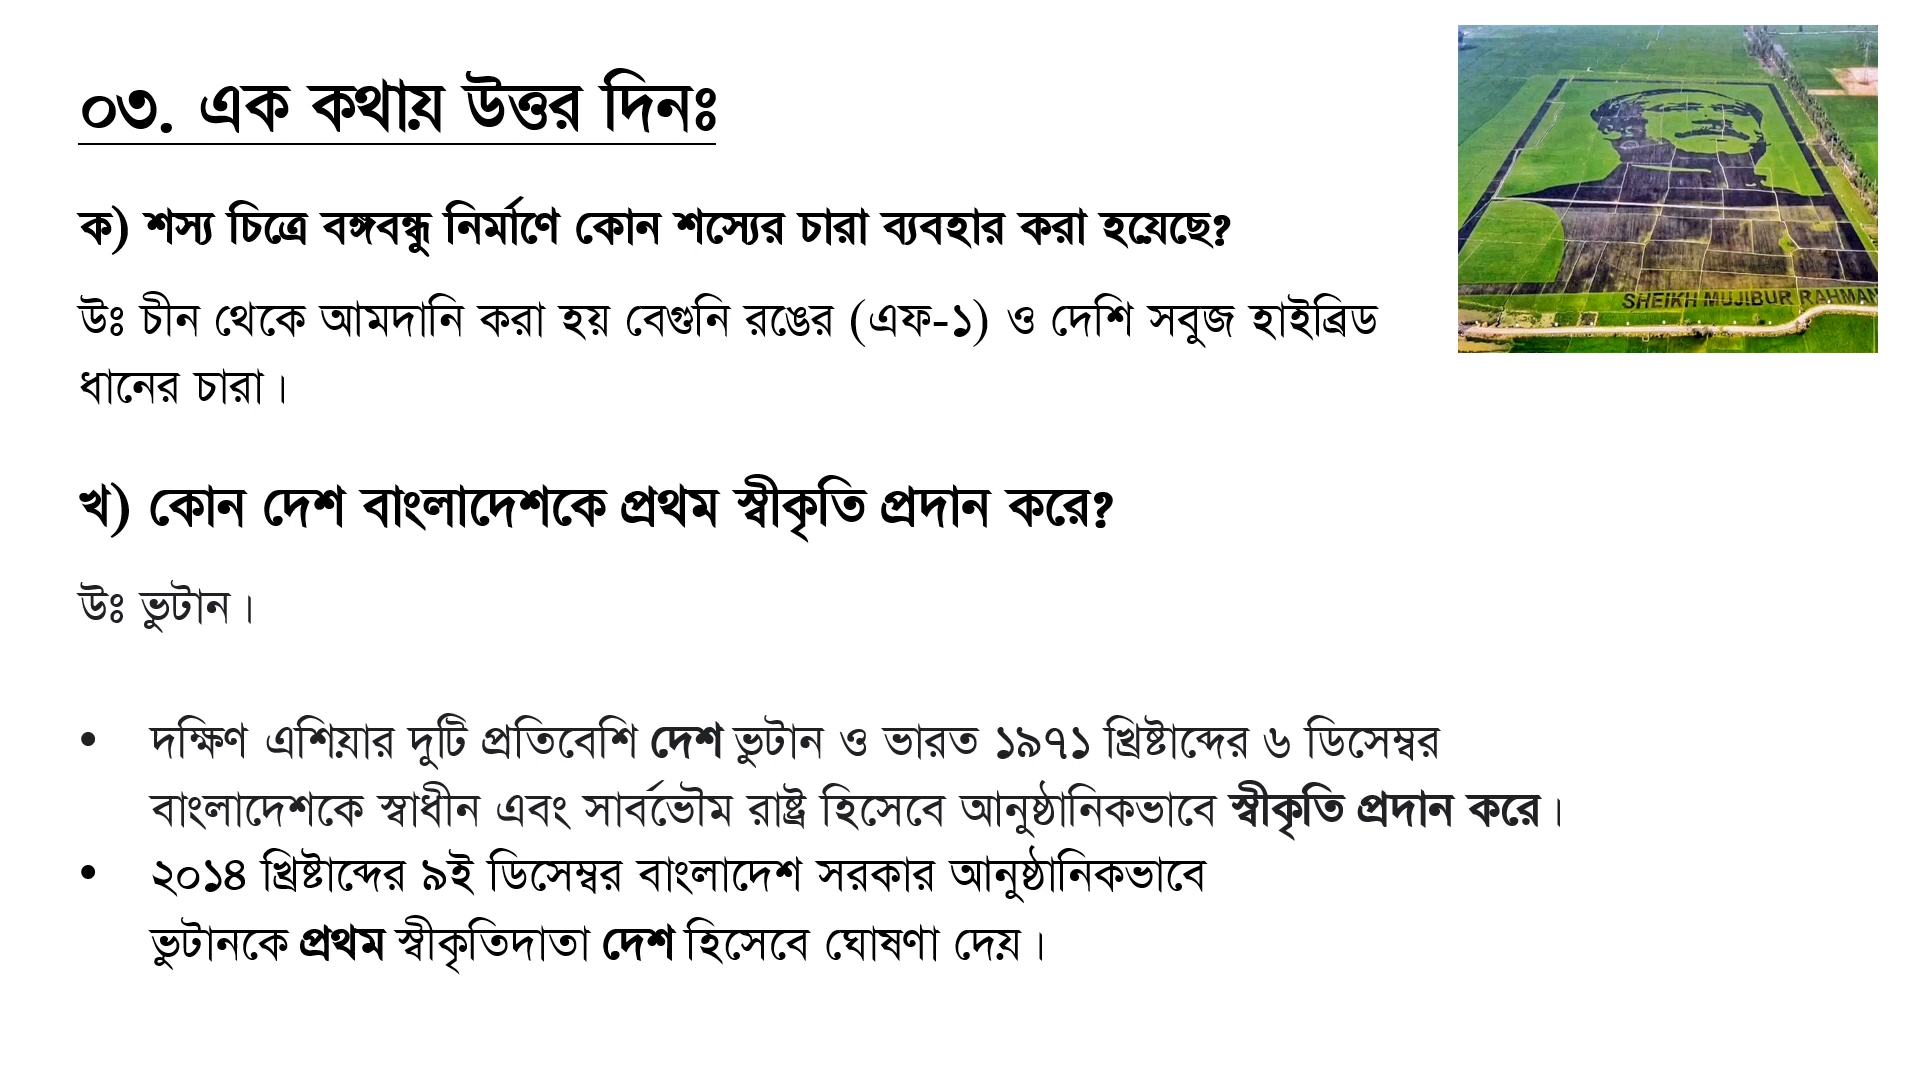 ০৩. এক কথায় উত্তর দিনঃ
ক) শস্য চিত্রে বঙ্গবন্ধু নির্মাণে কোন শস্যের চারা ব্যবহার করা হয়েছে?
উঃ চীন থেকে আমদানি করা হয় বেগুনি রঙের (এফ-১) ও দেশি সবুজ হাইব্রিড
ধানের চারা।
SHEIKH MUJIBUR RAHMAN
খ) কোন দেশ বাংলাদেশকে প্রথম স্বীকৃতি প্রদান করে?
উঃ ভুটান।
• দক্ষিণ এশিয়ার দুটি প্রতিবেশি দেশ ভুটান ও ভারত ১৯৭১ খ্রিষ্টাব্দের ৬ ডিসেম্বর
বাংলাদেশকে স্বাধীন এবং সার্বভৌম রাষ্ট্র হিসেবে আনুষ্ঠানিকভাবে স্বীকৃতি প্রদান করে।
• ২০১৪ খ্রিষ্টাব্দের ৯ই ডিসেম্বর বাংলাদেশ সরকার আনুষ্ঠানিকভাবে
ভুটানকে প্রথম স্বীকৃতিদাতা দেশ হিসেবে ঘোষণা দেয়।